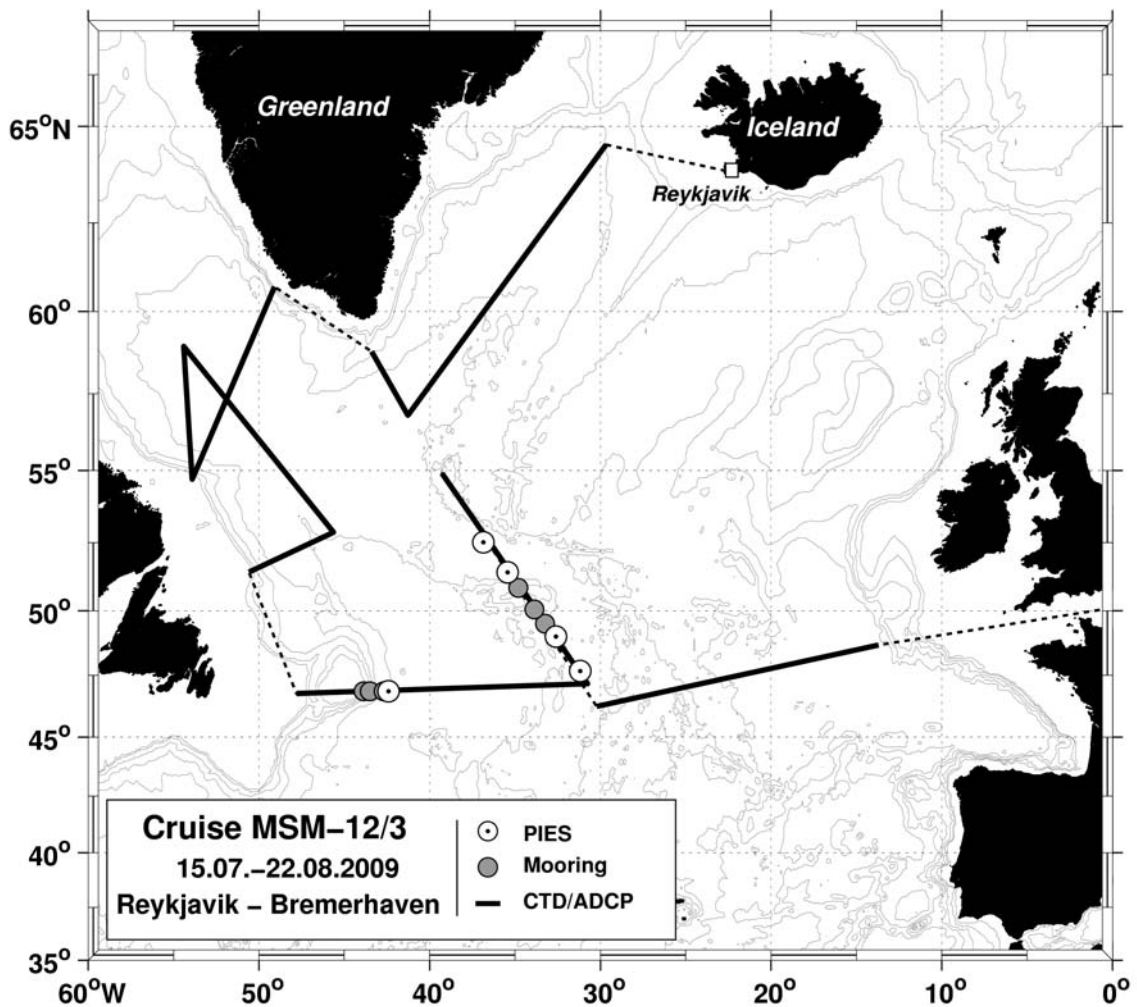 Greenland
65°N
Iceland
Reykjavik
60°
55°
50°
45°
40°
35°
Cruise MSM–12/3
15.07.–22.08.2009
Reykjavik – Bremerhaven
PIES
Mooring
CTD/ADCP
60°W
50°
40°
30°
20°
10°
0°